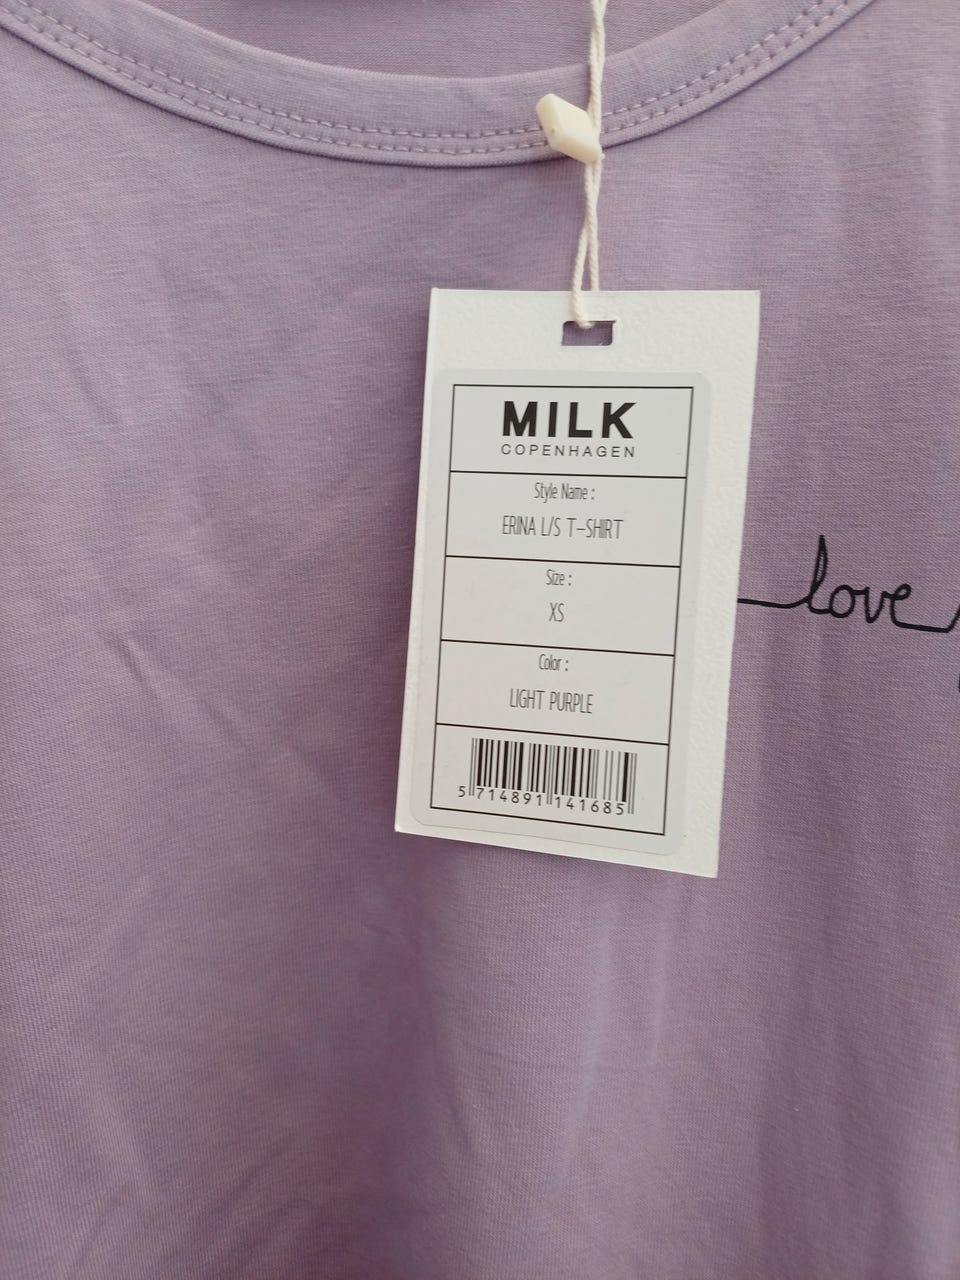 MILK
COPENHAGEN
Style Name :
ERINA L/S T-SHIRT
Size :
XS
love
Color :
LIGHT PURPLE
5 714891 141685